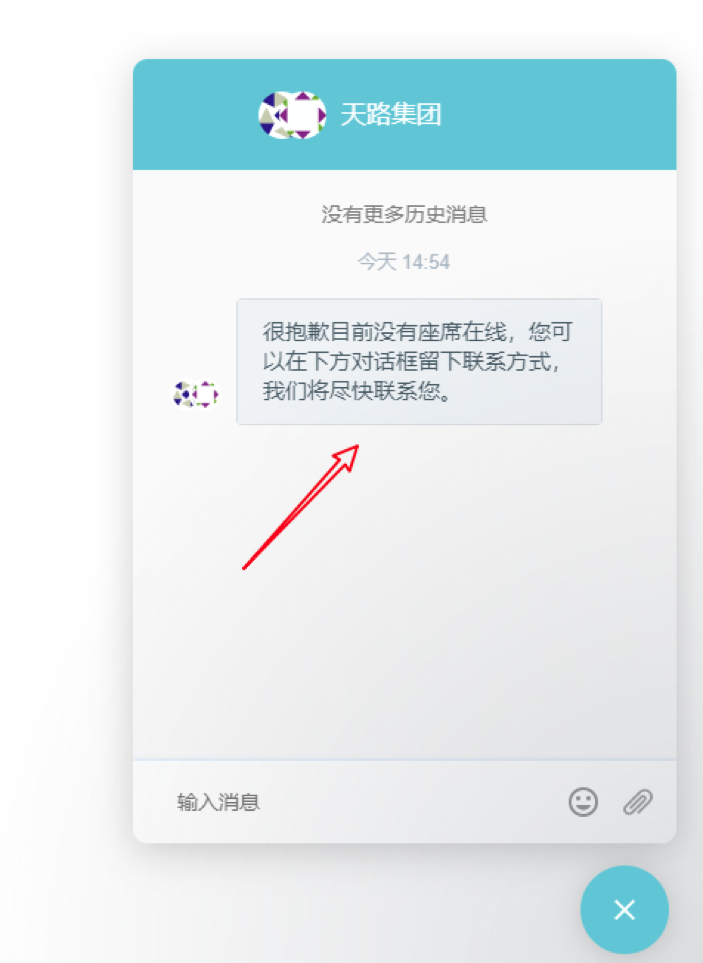 天路集团
没有更多历史消息
今天 14:54
很抱歉目前没有座席在线，您可
以在下方对话框留下联系方式，
我们将尽快联系您。
输入消息